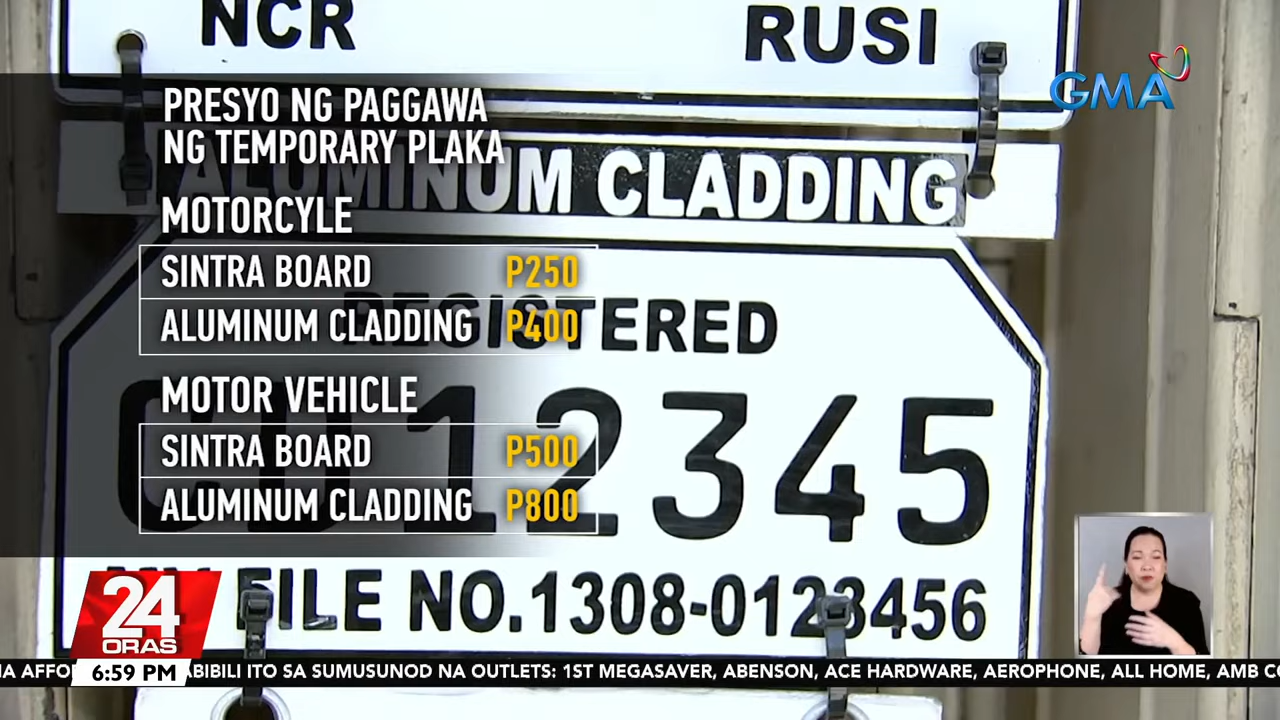 NCR RUSI
GMA
PRESYO NG PAGGAWA
NG TEMPORARY PLAKA
ALUMINUM CLADDING
MOTORCYLE
SINTRA BOARD P250
ALUMINUM CLADDING P400
REGISTERED
MOTOR VEHICLE
CD12345
SINTRA BOARD P500
ALUMINUM CLADDING P800
FILE NO.1308-0123456
24
ORAS
6:59 PM
ITO SA SUMUSUNOD NA OUTLETS: 1ST MEGASAVER, ABENSON, ACE HARDWARE, AEROPHONE, ALL HOME, AMB